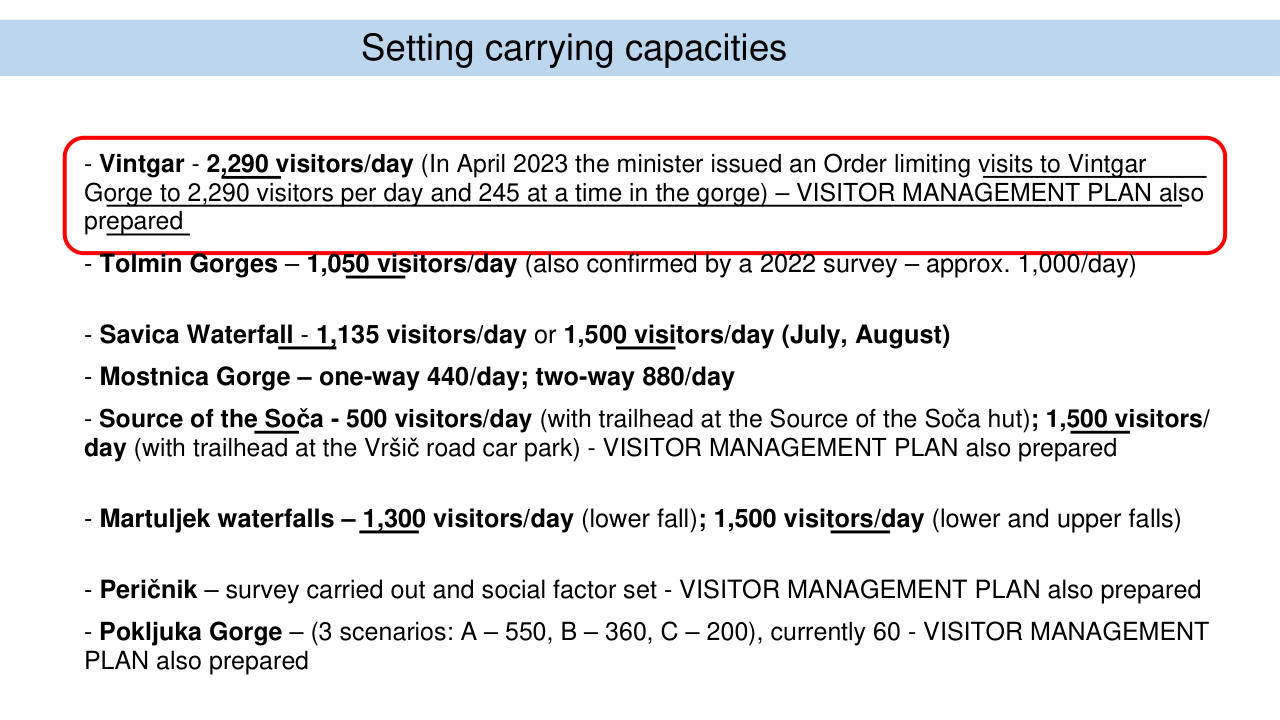 Setting carrying capacities
- Vintgar - 2,290 visitors/day (In April 2023 the minister issued an Order limiting visits to Vintgar
Gorge to 2,290 visitors per day and 245 at a time in the gorge) – VISITOR MANAGEMENT PLAN also
prepared
- Tolmin Gorges – 1,050 visitors/day (also confirmed by a 2022 survey – approx. 1,000/day)
- Savica Waterfall - 1,135 visitors/day or 1,500 visitors/day (July, August)
- Mostnica Gorge – one-way 440/day; two-way 880/day
- Source of the Soča - 500 visitors/day (with trailhead at the Source of the Soča hut); 1,500 visitors/
day (with trailhead at the Vršič road car park) - VISITOR MANAGEMENT PLAN also prepared
- Martuljek waterfalls – 1,300 visitors/day (lower fall); 1,500 visitors/day (lower and upper falls)
- Peričnik – survey carried out and social factor set - VISITOR MANAGEMENT PLAN also prepared
- Pokljuka Gorge – (3 scenarios: A – 550, B – 360, C – 200), currently 60 - VISITOR MANAGEMENT
PLAN also prepared